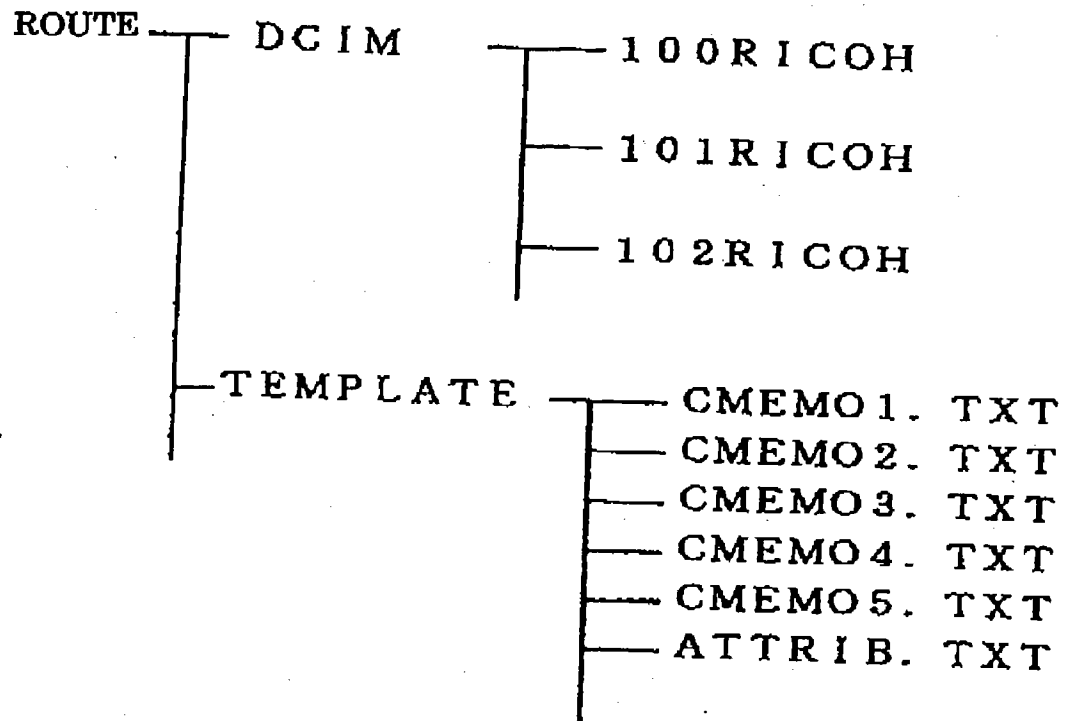 ROUTE DCIM 100RICOH
101RICOH
102RICOH
TEMPLATE CMEMO1.TXT
CMEMO2.TXT
CMEMO3.TXT
CMEMO4.TXT
CMEMO5.TXT
ATTRIB.TXT